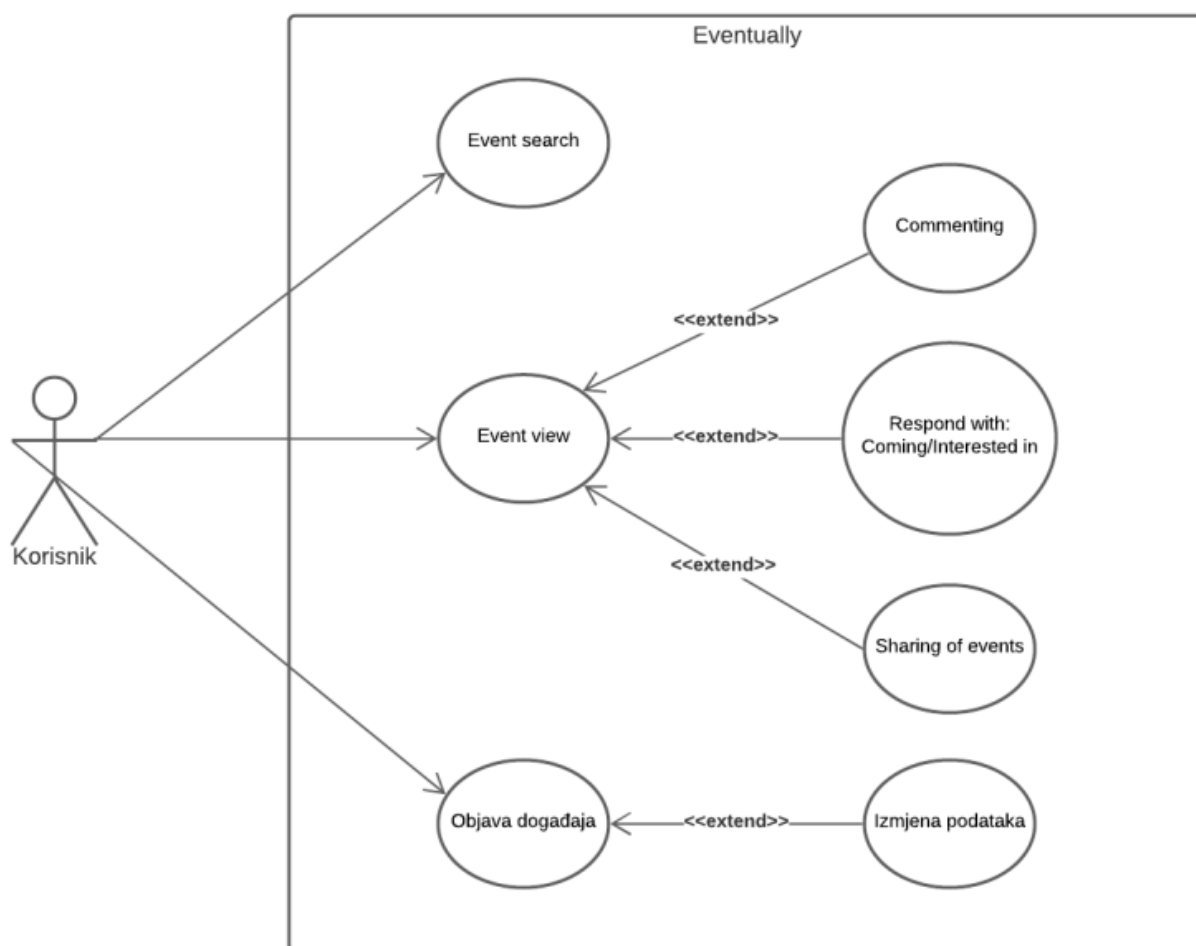 Eventually
Event search
Commenting
<<extend>>
Event view
<<extend>>
Respond with:
Coming/Interested in
Korisnik
<<extend>>
Sharing of events
Objava događaja
<<extend>>
Izmjena podataka